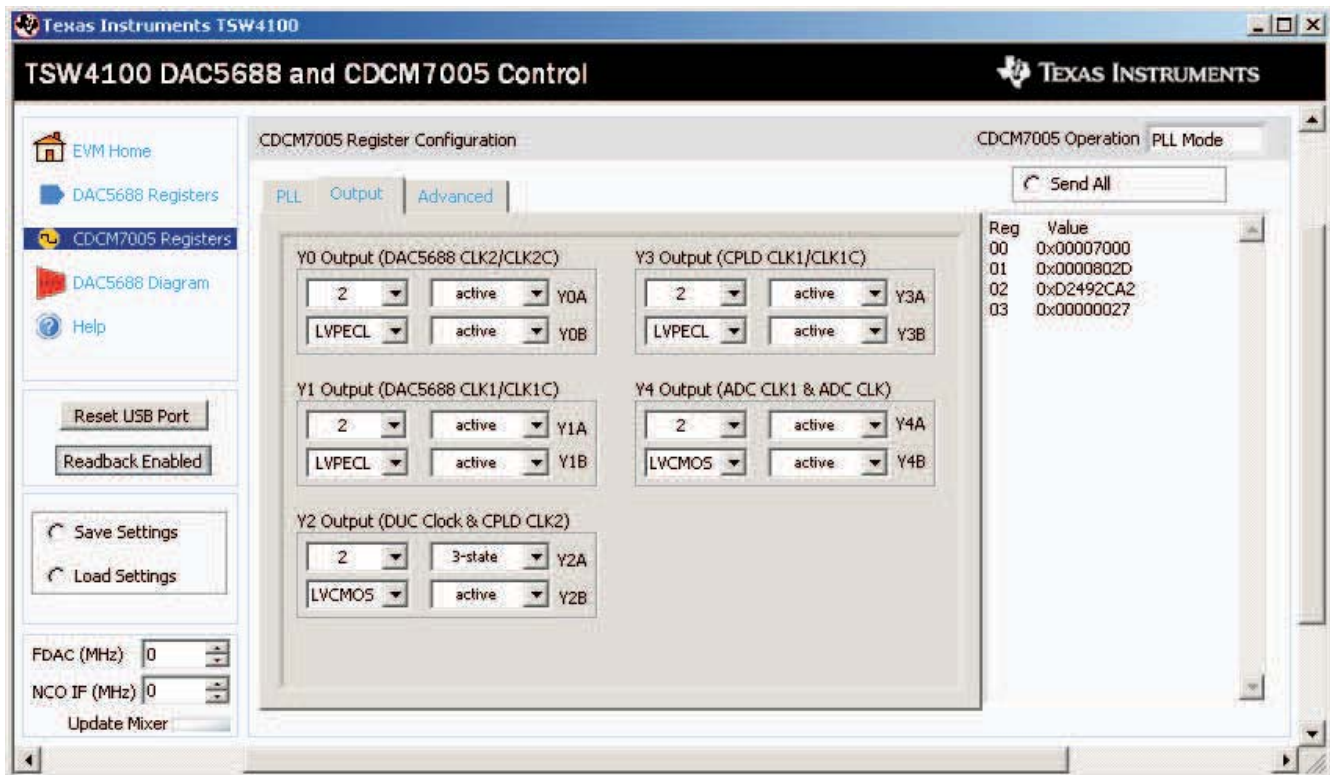 Texas Instruments TSW4100
TSW4100 DAC5688 and CDCM7005 Control
TEXAS INSTRUMENTS
EVM Home
DAC5688 Registers
CDCM7005 Registers
DAC5688 Diagram
Help
Reset USB Port
Readback Enabled
Save Settings
Load Settings
FDAC (MHz) 0
NCO IF (MHz) 0
Update Mixer
CDCM7005 Register Configuration
CDCM7005 Operation PLL Mode
PLL Output Advanced
Y0 Output (DAC5688 CLK2/CLK2C)
2 active Y0A
LVPECL active Y0B
Y1 Output (DAC5688 CLK1/CLK1C)
2 active Y1A
LVPECL active Y1B
Y2 Output (DUC Clock & CPLD CLK2)
2 3-state Y2A
LVCMOS active Y2B
Y3 Output (CPLD CLK1/CLK1C)
2 active Y3A
LVPECL active Y3B
Y4 Output (ADC CLK1 & ADC CLK)
2 active Y4A
LVCMOS active Y4B
Send All
Reg Value
00 0x00007000
01 0x0000802D
02 0xD2492CA2
03 0x00000027